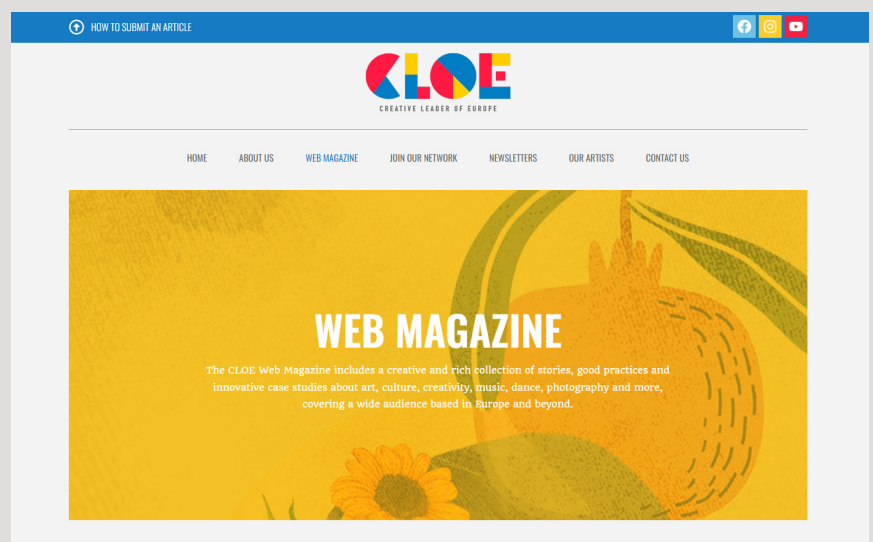 HOW TO SUBMIT AN ARTICLE
CLOE
CREATIVE LEADER OF EUROPE
HOME ABOUT US WEB MAGAZINE JOIN OUR NETWORK NEWSLETTERS OUR ARTISTS CONTACT US
WEB MAGAZINE
The CLOE Web Magazine includes a creative and rich collection of stories, good practices and
innovative case studies about art, culture, creativity, music, dance, photography and more,
covering a wide audience based in Europe and beyond.